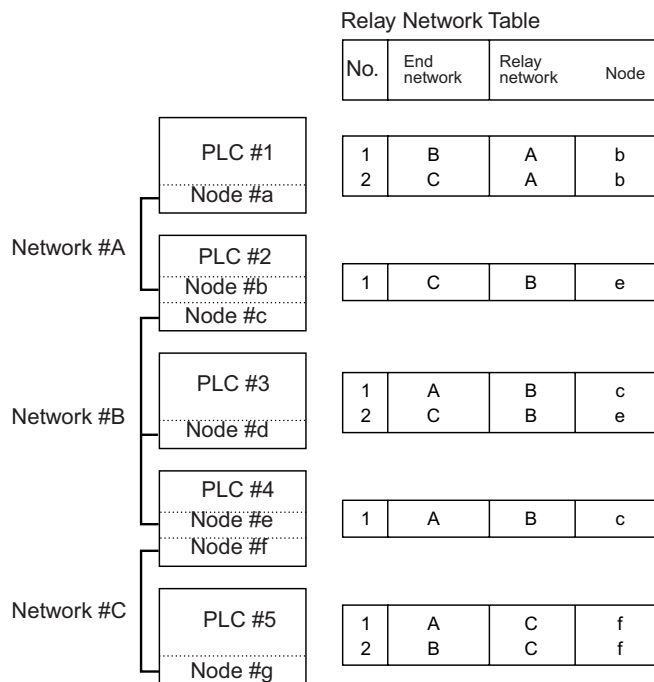 Relay Network Table
No. End network Relay network Node
PLC #1
Node #a
1 B A b
2 C A b
Network #A
PLC #2
Node #b
Node #c
1 C B e
Network #B
PLC #3
Node #d
1 A B c
2 C B e
PLC #4
Node #e
Node #f
1 A B c
Network #C
PLC #5
Node #g
1 A C f
2 B C f